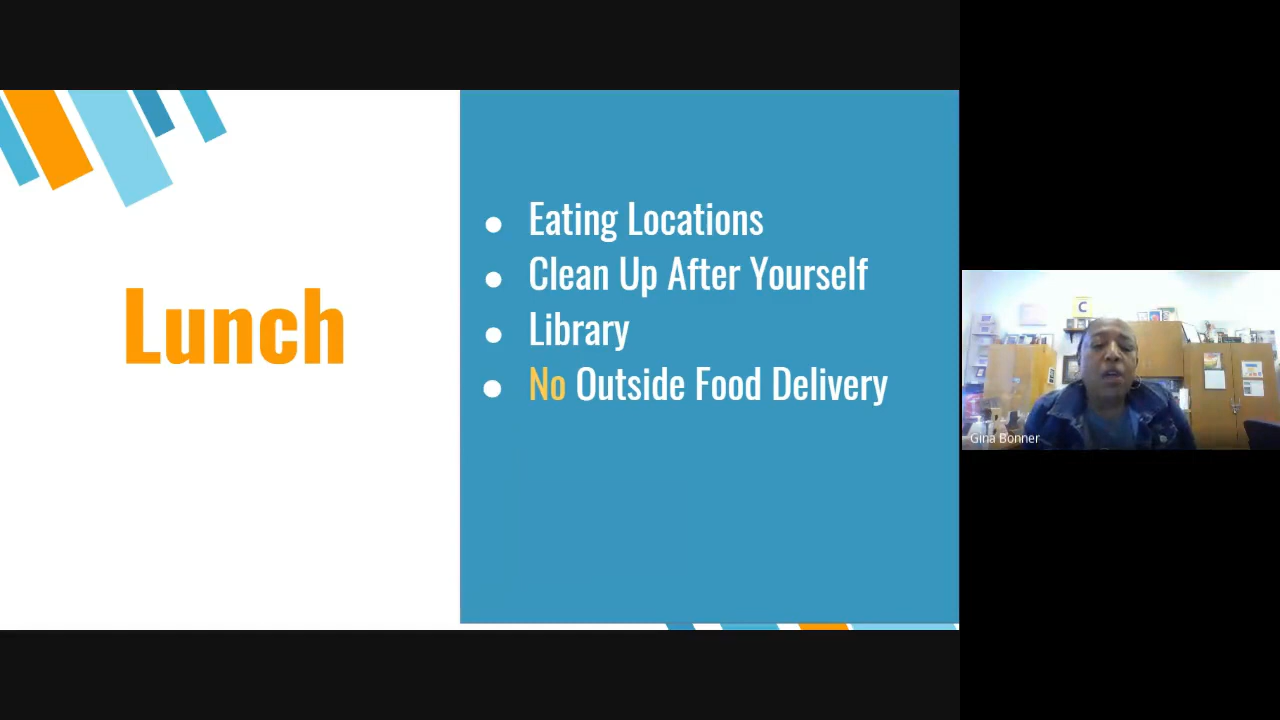 Lunch
Eating Locations
Clean Up After Yourself
Library
No Outside Food Delivery
C
Gina Bonner